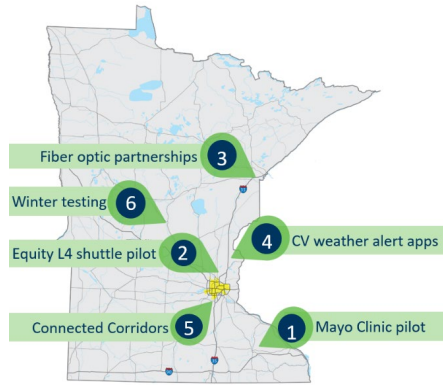 Fiber optic partnerships 3
Winter testing 6
4 CV weather alert apps
Equity L4 shuttle pilot 2
Connected Corridors 5
1 Mayo Clinic pilot